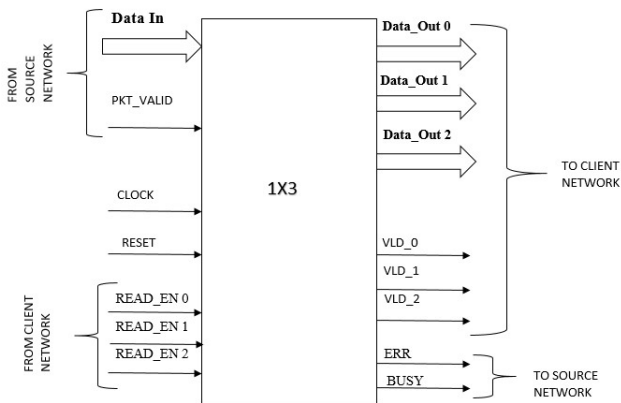 FROM
SOURCE
NETWORK
Data In
PKT_VALID
CLOCK
RESET
FROM CLIENT
NETWORK
READ_EN 0
READ_EN 1
READ_EN 2
1X3
Data_Out 0
Data_Out 1
Data_Out 2
VLD_0
VLD_1
VLD_2
TO CLIENT
NETWORK
ERR
BUSY
TO SOURCE
NETWORK